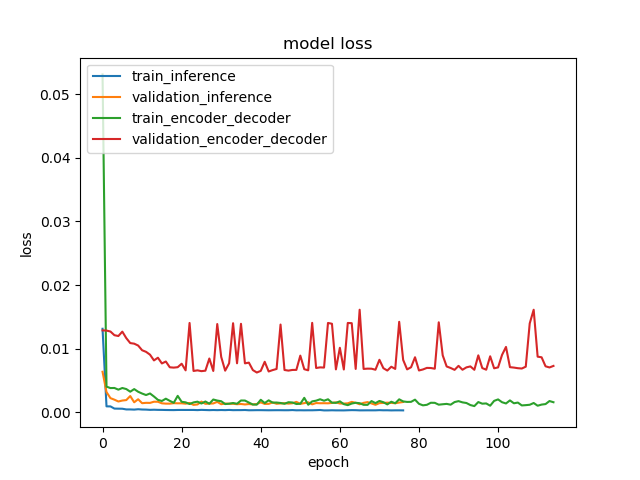 model loss
train_inference
validation_inference
train_encoder_decoder
validation_encoder_decoder
0.05
0.04
0.03
0.02
0.01
0.00
loss
0 20 40 60 80 100
epoch